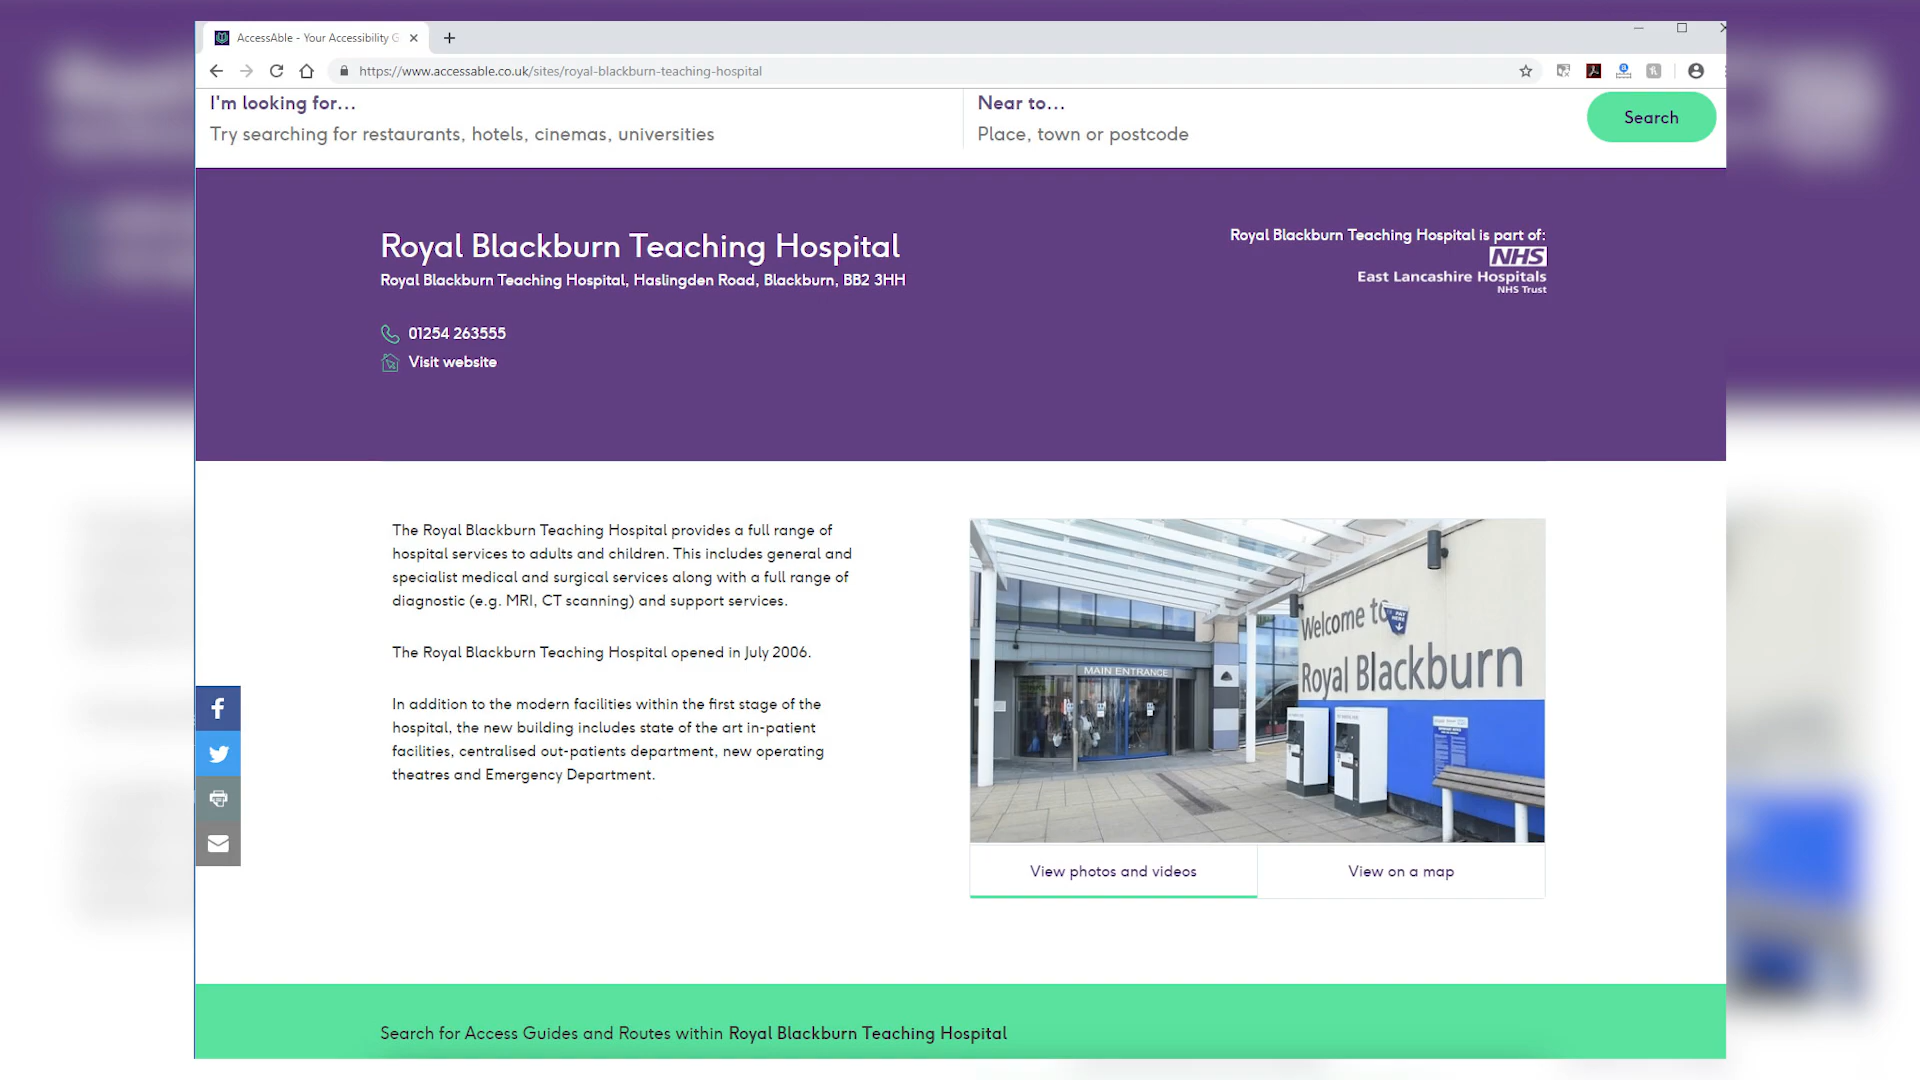 AccessAble - Your Accessibility G
https://www.accessable.co.uk/sites/royal-blackburn-teaching-hospital
I'm looking for...
Near to...
Search
Try searching for restaurants, hotels, cinemas, universities
Place, town or postcode
Royal Blackburn Teaching Hospital
Royal Blackburn Teaching Hospital, Haslingden Road, Blackburn, BB2 3HH
01254 263555
Visit website
Royal Blackburn Teaching Hospital is part of:
NHS
East Lancashire Hospitals
NHS Trust
The Royal Blackburn Teaching Hospital provides a full range of
hospital services to adults and children. This includes general and
specialist medical and surgical services along with a full range of
diagnostic (e.g. MRI, CT scanning) and support services.
The Royal Blackburn Teaching Hospital opened in July 2006.
In addition to the modern facilities within the first stage of the
hospital, the new building includes state of the art in-patient
facilities, centralised out-patients department, new operating
theatres and Emergency Department.
MAIN ENTRANCE
Welcome to
PAY
HERE
Royal Blackburn
View photos and videos
View on a map
Search for Access Guides and Routes within Royal Blackburn Teaching Hospital